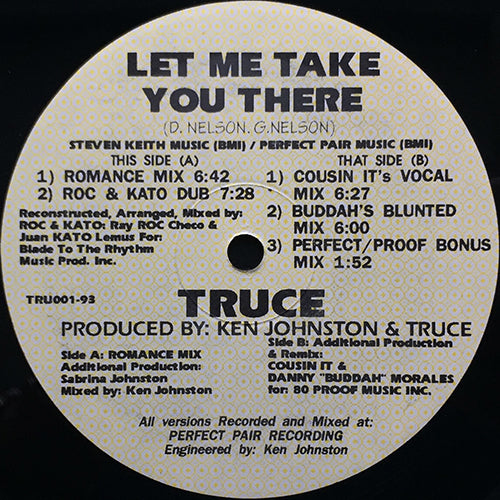 LET ME TAKE
YOU THERE
(D. NELSON. G.NELSON)
STEVEN KEITH MUSIC (BMI) / PERFECT PAIR MUSIC (BMI)
THIS SIDE (A)
1) ROMANCE MIX 6:42
2) ROC & KATO DUB 7:28
Reconstructed, Arranged, Mixed by:
ROC & KATO: Ray ROC Checo &
Juan KATO Lemus For:
Blade To The Rhythm
Music Prod. Inc.
THAT SIDE (B)
1) COUSIN IT's VOCAL
MIX 6:27
2) BUDDAH'S BLUNTED
MIX 6:00
3) PERFECT/PROOF BONUS
MIX 1:52
TRU001-93
TRUCE
PRODUCED BY: KEN JOHNSTON & TRUCE
Side A: ROMANCE MIX
Additional Production:
Sabrina Johnston
Mixed by: Ken Johnston
Side B: Additional Production
& Remix:
COUSIN IT &
DANNY "BUDDAH" MORALES
for: 80 PROOF MUSIC INC.
All versions Recorded and Mixed at:
PERFECT PAIR RECORDING
Engineered by: Ken Johnston